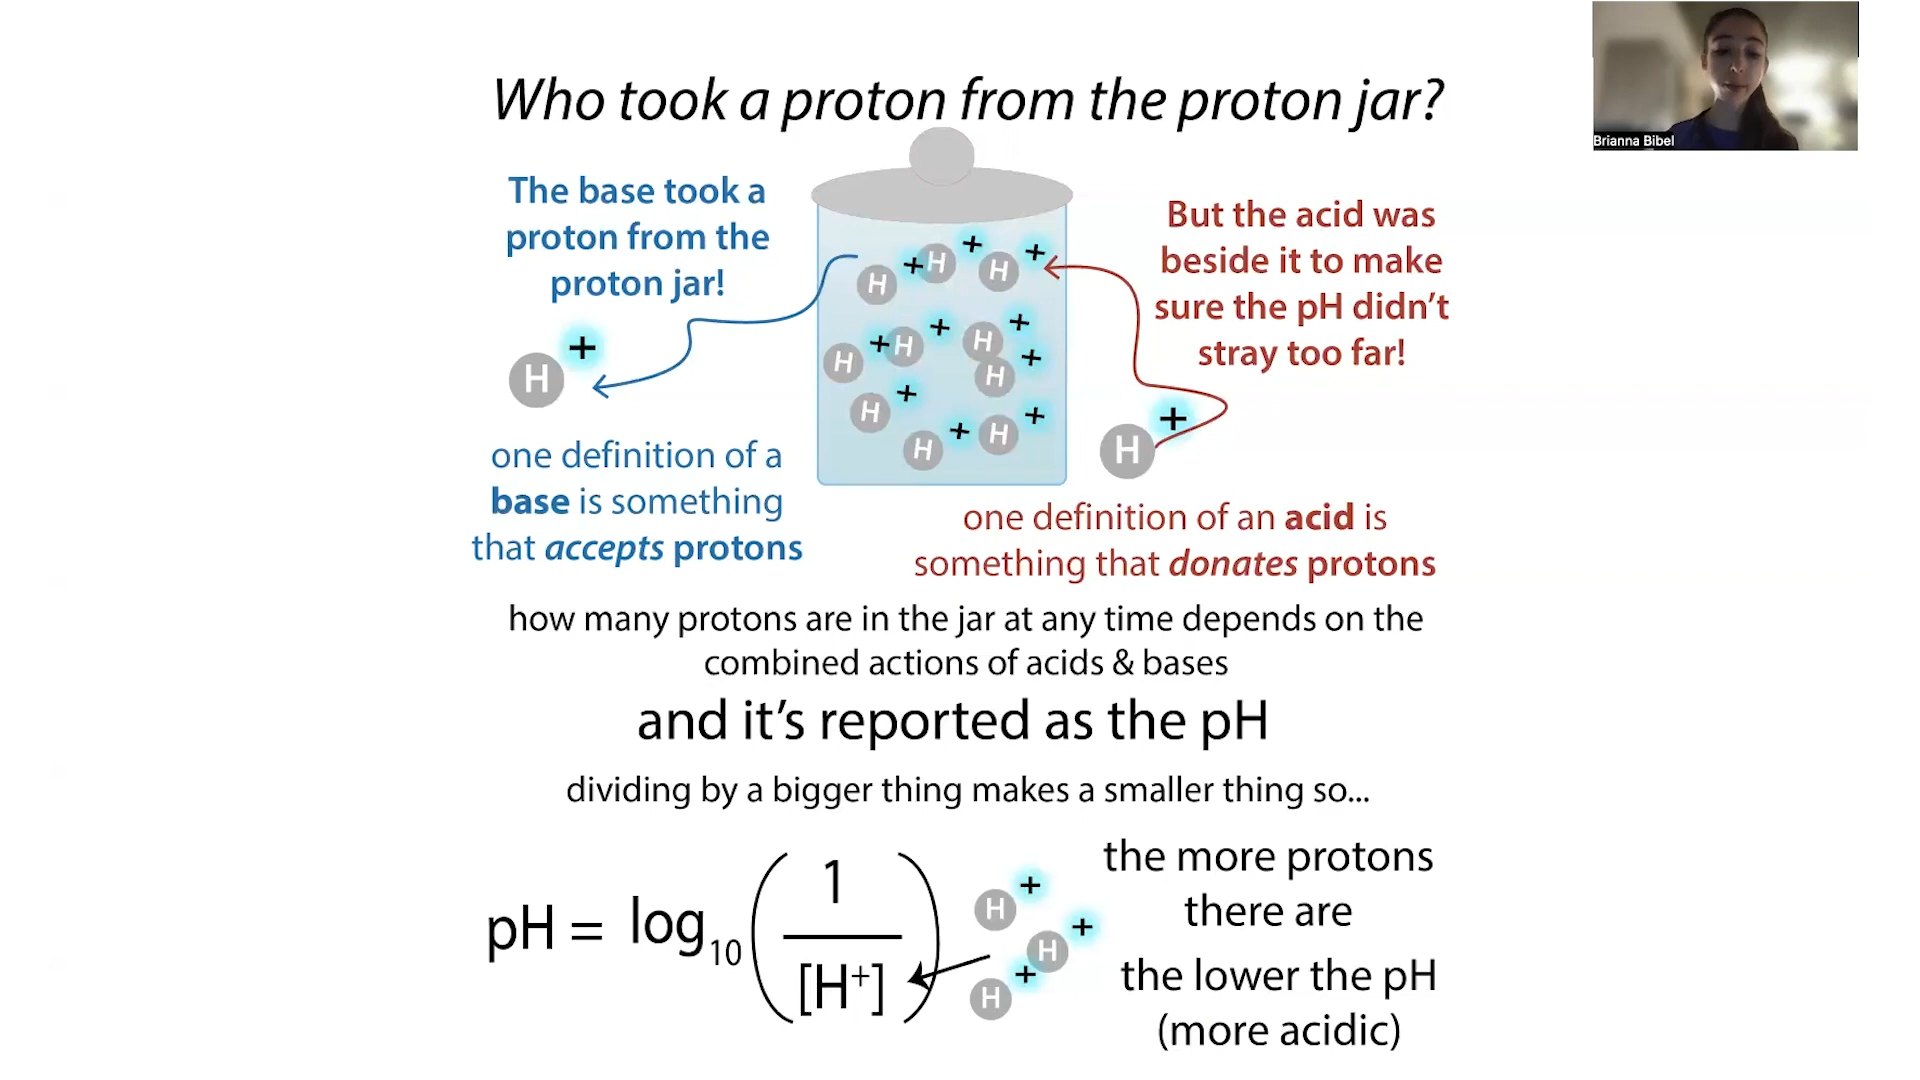 Who took a proton from the proton jar?
Brianna Bibel
The base took a
proton from the
proton jar!
But the acid was
beside it to make
sure the pH didn't
stray too far!
H +
H + H + H +
H + H + H +
H +
H + H +
H + H +
one definition of a
base is something
that accepts protons
one definition of an acid is
something that donates protons
how many protons are in the jar at any time depends on the
combined actions of acids & bases
and it's reported as the pH
dividing by a bigger thing makes a smaller thing so...
pH = log10(1/[H+])
H +
H +
H +
the more protons
there are
the lower the pH
(more acidic)